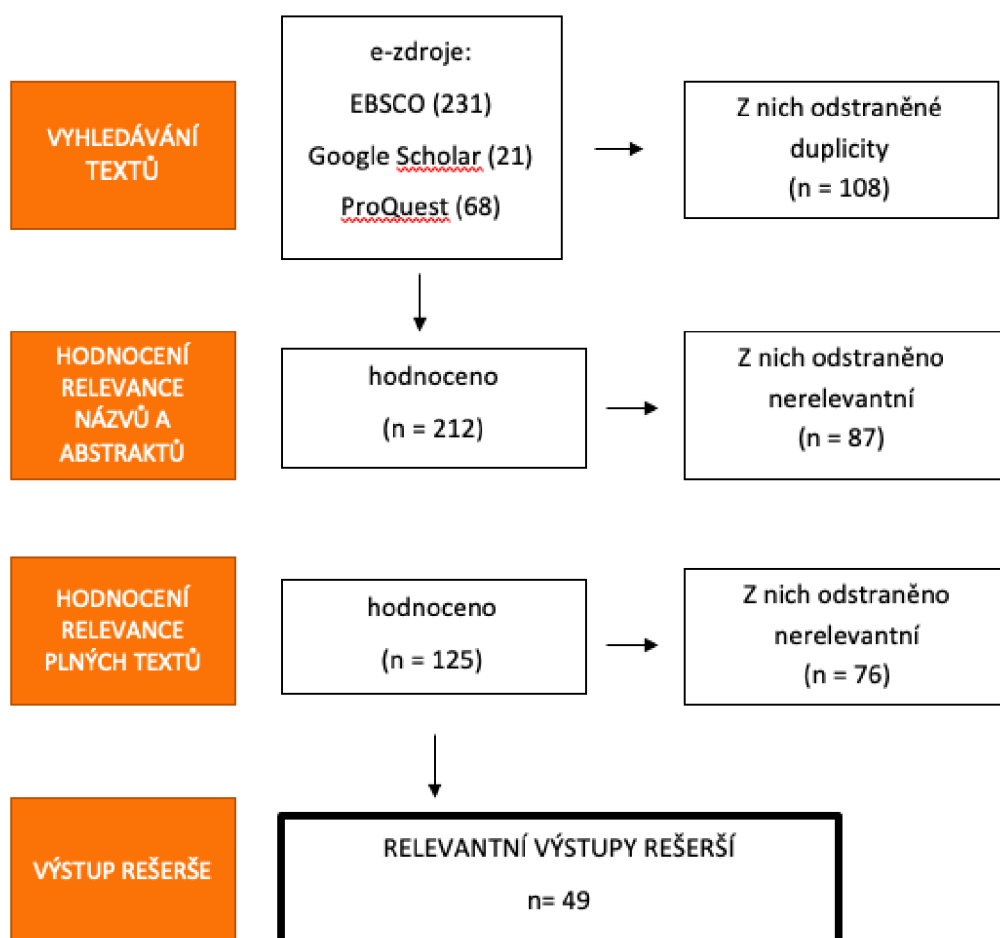 VYHLEDÁVÁNÍ
TEXTŮ
e-zdroje:
EBSCO (231)
Google Scholar (21)
ProQuest (68)
Z nich odstraněné
duplicity
(n = 108)
HODNOCENÍ
RELEVANCE
NÁZVŮ A
ABSTRAKTŮ
hodnoceno
(n = 212)
Z nich odstraněno
nerelevantní
(n = 87)
HODNOCENÍ
RELEVANCE
PLNÝCH TEXTŮ
hodnoceno
(n = 125)
Z nich odstraněno
nerelevantní
(n = 76)
VÝSTUP REŠERŠE
RELEVANTNÍ VÝSTUPY REŠERŠÍ
n= 49